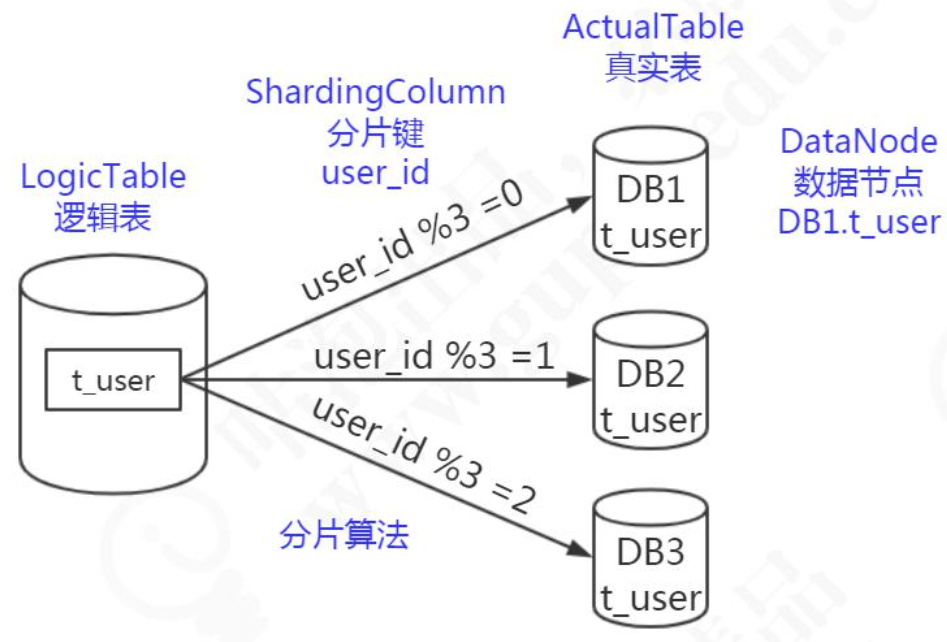 ActualTable
真实表
ShardingColumn
分片键
user_id
LogicTable
逻辑表
DataNode
数据节点
DB1.t_user
t_user
user_id %3 =0
user_id %3 =1
user_id %3 =2
分片算法
DB1
t_user
DB2
t_user
DB3
t_user